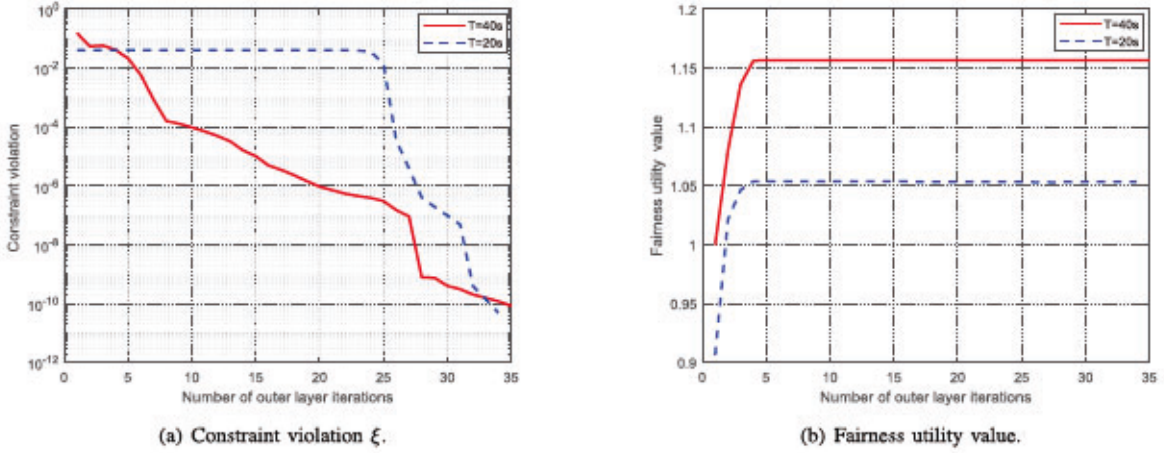 10^0
10^-2
10^-4
10^-6
10^-8
10^-10
10^-12
Constraint violation
0 5 10 15 20 25 30 35
Number of outer layer iterations
T=40s
T=20s
(a) Constraint violation ξ.
1.2
1.15
1.1
1.05
1
0.95
0.9
Fairness utility value
0 5 10 15 20 25 30 35
Number of outer layer iterations
T=40s
T=20s
(b) Fairness utility value.